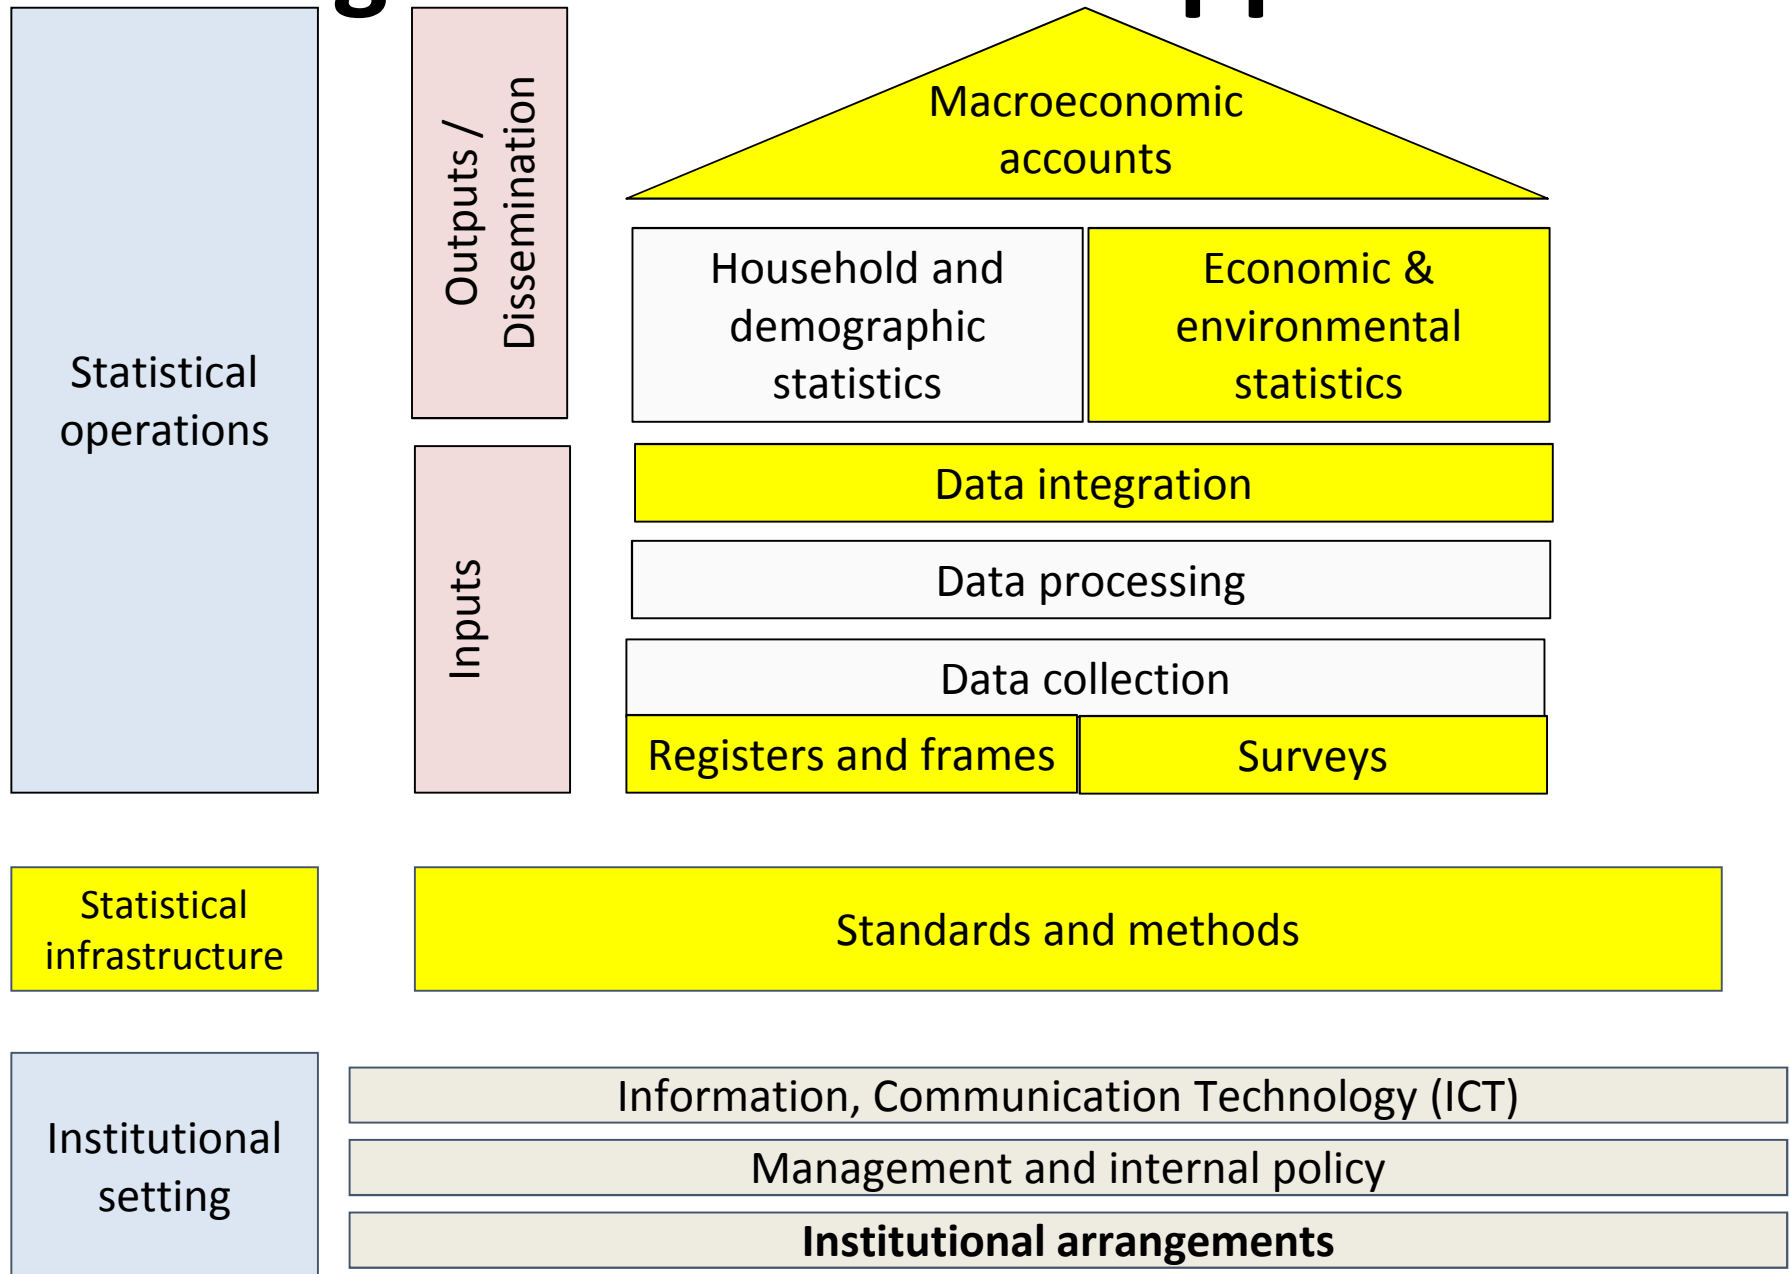 Statistical
operations
Outputs /
Dissemination
Macroeconomic
accounts
Household and
demographic
statistics
Economic &
environmental
statistics
Inputs
Data integration
Data processing
Data collection
Registers and frames
Surveys
Statistical
infrastructure
Standards and methods
Institutional
setting
Information, Communication Technology (ICT)
Management and internal policy
Institutional arrangements